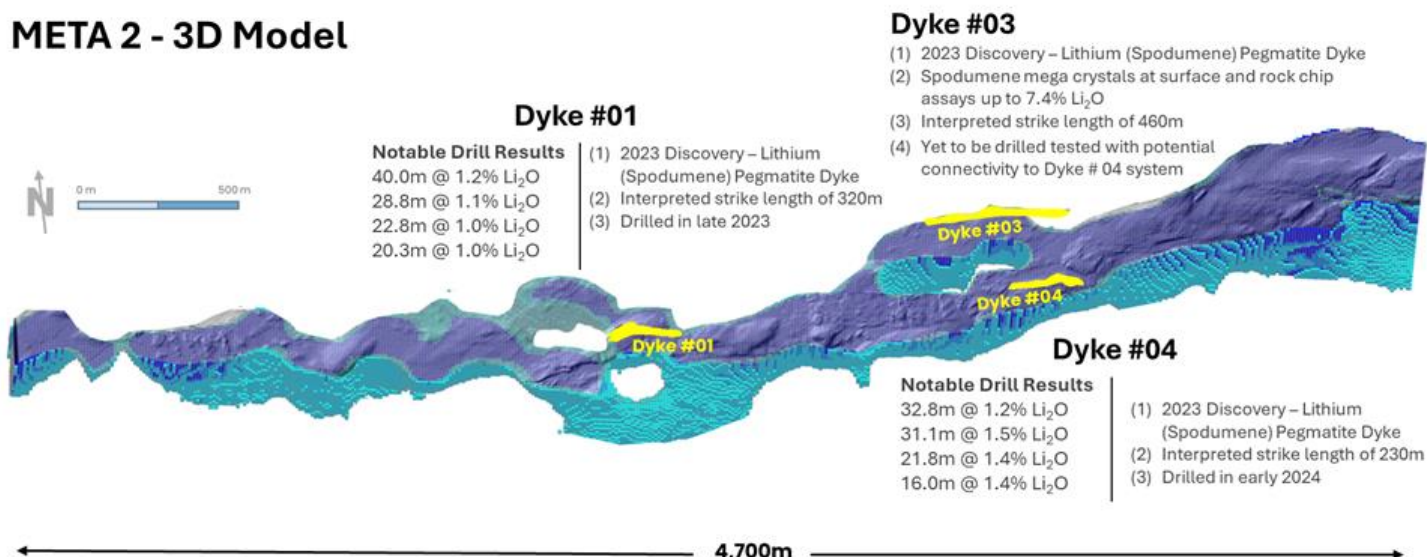 META 2 - 3D Model
N
0 m 500 m
Dyke #01
Notable Drill Results
40.0m @ 1.2% Li₂O
28.8m @ 1.1% Li₂O
22.8m @ 1.0% Li₂O
20.3m @ 1.0% Li₂O
(1) 2023 Discovery – Lithium
(Spodumene) Pegmatite Dyke
(2) Interpreted strike length of 320m
(3) Drilled in late 2023
Dyke #03
(1) 2023 Discovery – Lithium (Spodumene) Pegmatite Dyke
(2) Spodumene mega crystals at surface and rock chip
assays up to 7.4% Li₂O
(3) Interpreted strike length of 460m
(4) Yet to be drilled tested with potential
connectivity to Dyke # 04 system
Dyke #03
Dyke #04
Dyke #01
Dyke #04
Notable Drill Results
32.8m @ 1.2% Li₂O
31.1m @ 1.5% Li₂O
21.8m @ 1.4% Li₂O
16.0m @ 1.4% Li₂O
(1) 2023 Discovery – Lithium
(Spodumene) Pegmatite Dyke
(2) Interpreted strike length of 230m
(3) Drilled in early 2024
4,700m